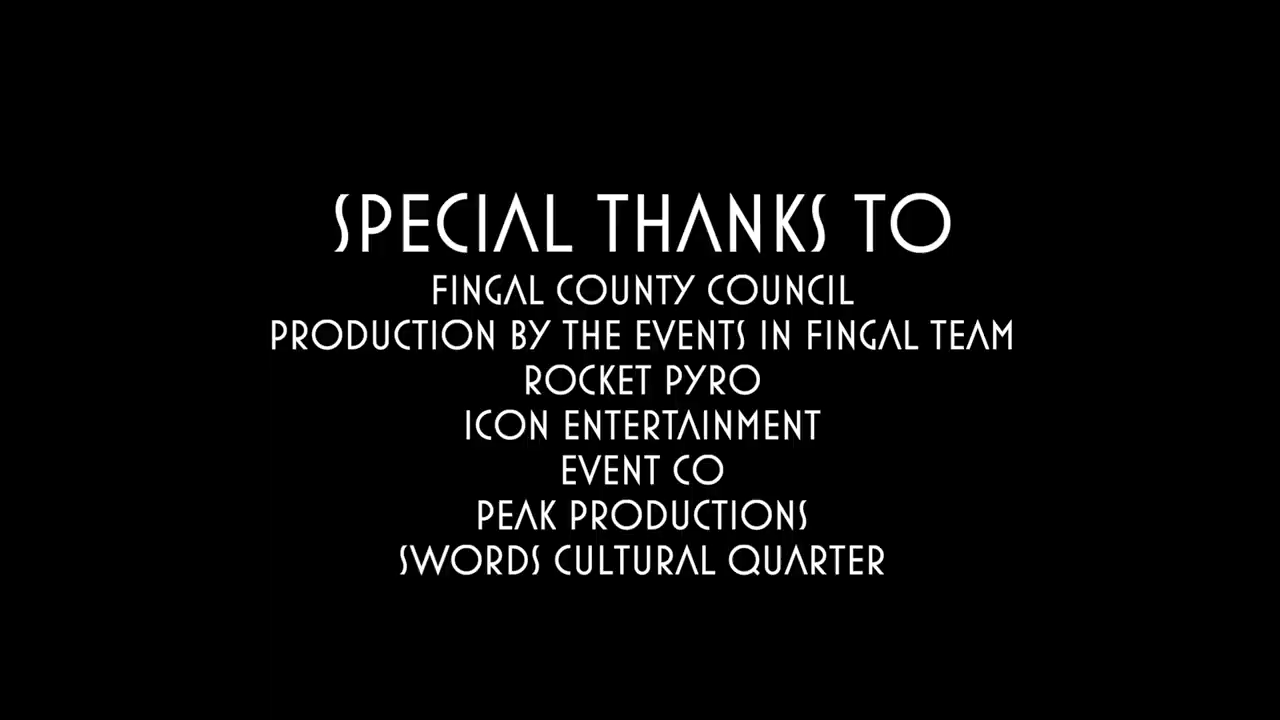 SPECIAL THANKS TO
FINGAL COUNTY COUNCIL
PRODUCTION BY THE EVENTS IN FINGAL TEAM
ROCKET PYRO
ICON ENTERTAINMENT
EVENT CO
PEAK PRODUCTIONS
SWORDS CULTURAL QUARTER